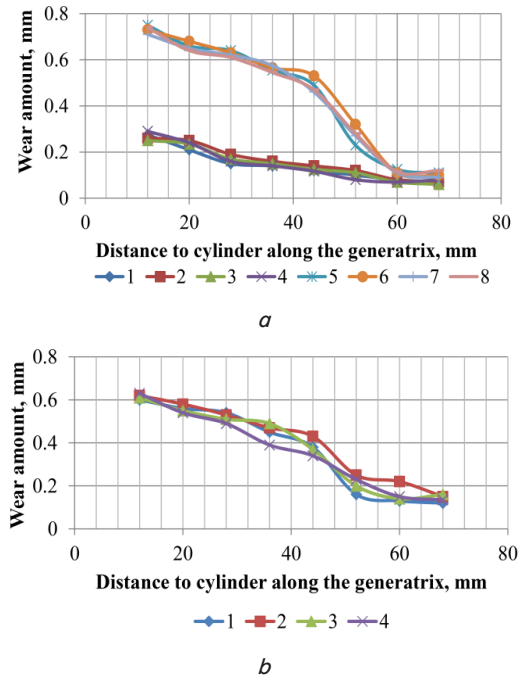 0.8
0.6
0.4
0.2
0
Wear amount, mm
0 20 40 60 80
Distance to cylinder along the generatrix, mm
1 2 3 4 5 6 7 8
a
0.8
0.6
0.4
0.2
0
Wear amount, mm
0 20 40 60 80
Distance to cylinder along the generatrix, mm
1 2 3 4
b